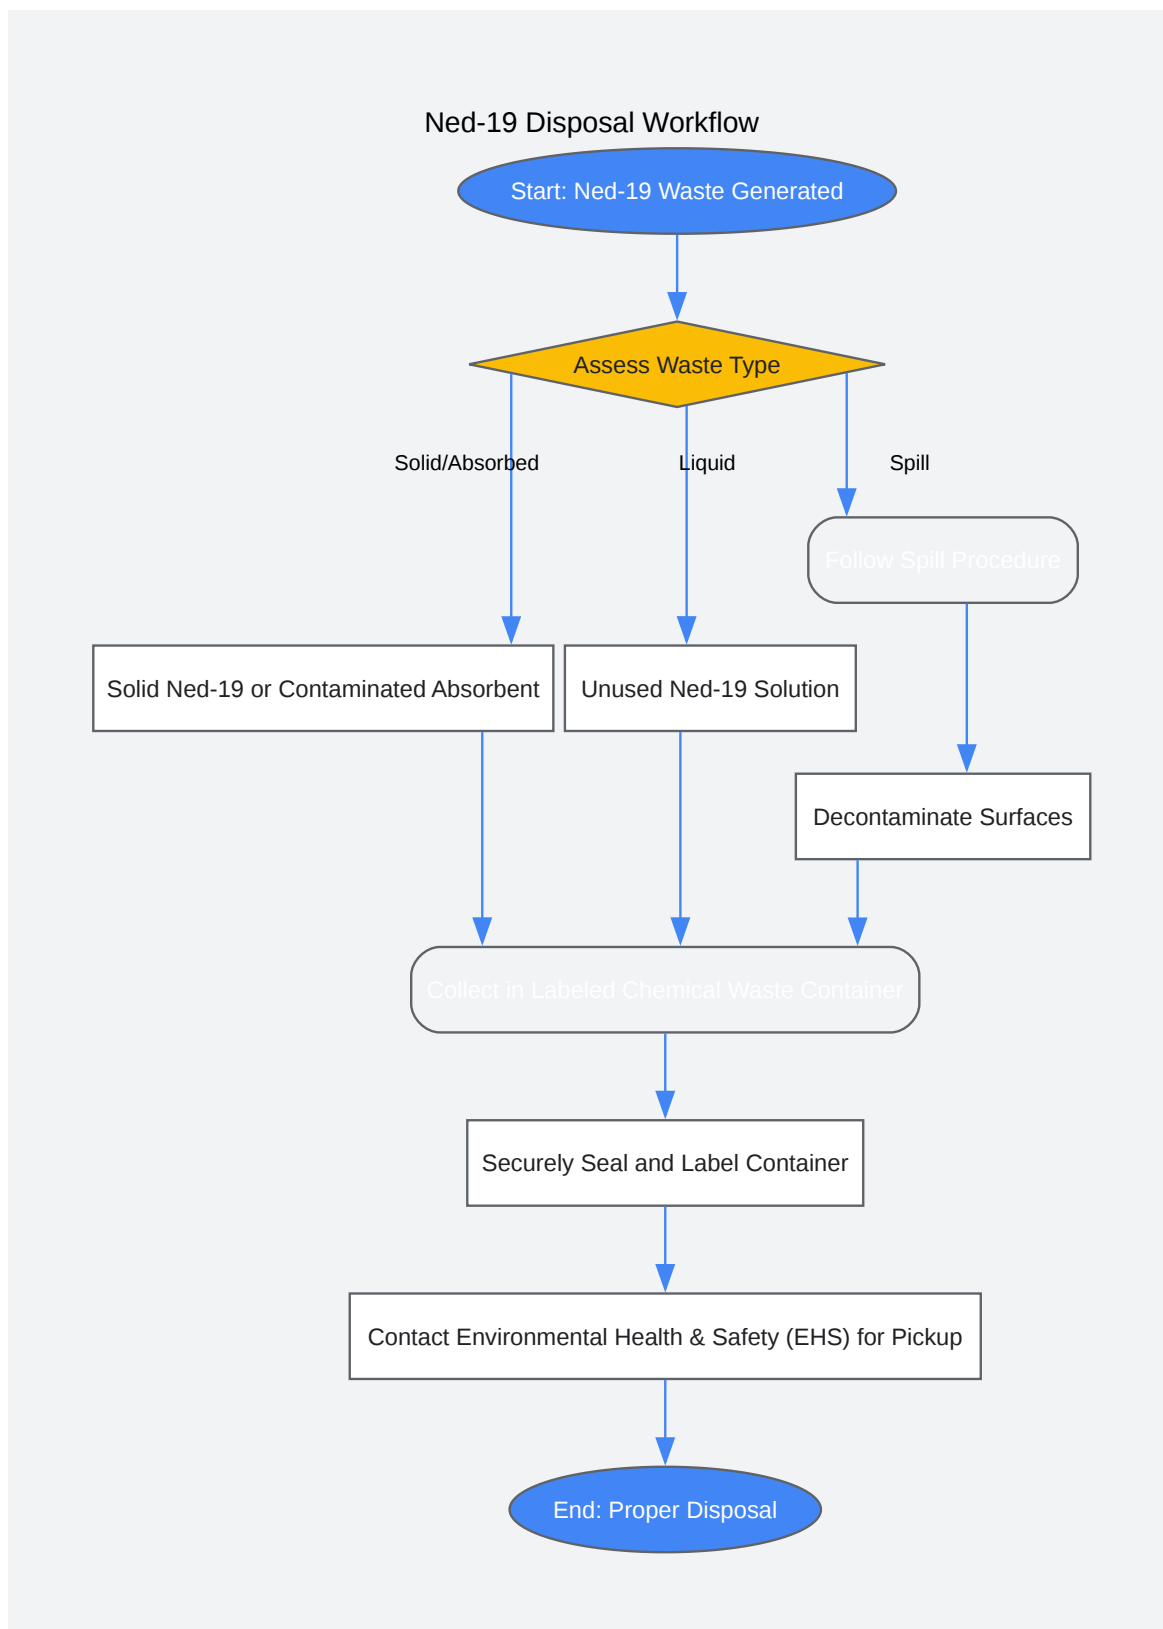 Ned-19 Disposal Workflow
Start: Ned-19 Waste Generated
Assess Waste Type
Solid/Absorbed
Liquid
Spill
Follow Spill Procedure
Solid Ned-19 or Contaminated Absorbent
Unused Ned-19 Solution
Decontaminate Surfaces
Collect in Labeled Chemical Waste Container
Securely Seal and Label Container
Contact Environmental Health & Safety (EHS) for Pickup
End: Proper Disposal